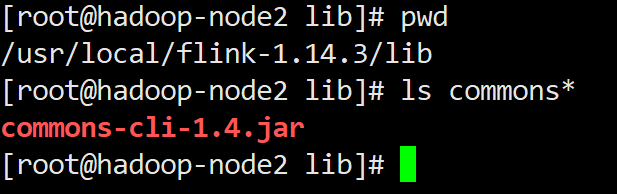 [root@hadoop-node2 lib]# pwd
/usr/local/flink-1.14.3/lib
[root@hadoop-node2 lib]# ls commons*
commons-cli-1.4.jar
[root@hadoop-node2 lib]#